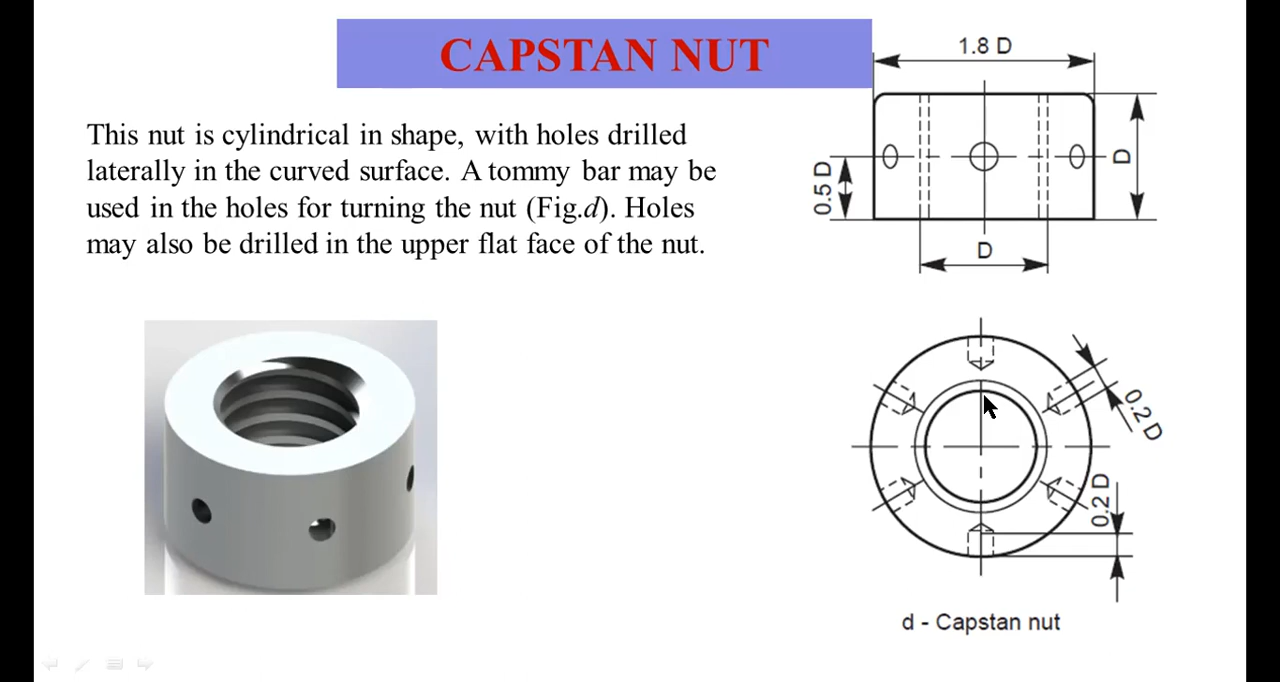 CAPSTAN NUT
This nut is cylindrical in shape, with holes drilled
laterally in the curved surface. A tommy bar may be
used in the holes for turning the nut (Fig.d). Holes
may also be drilled in the upper flat face of the nut.
1.8 D
D
0.5 D
D
0.2 D
0.2 D
d - Capstan nut